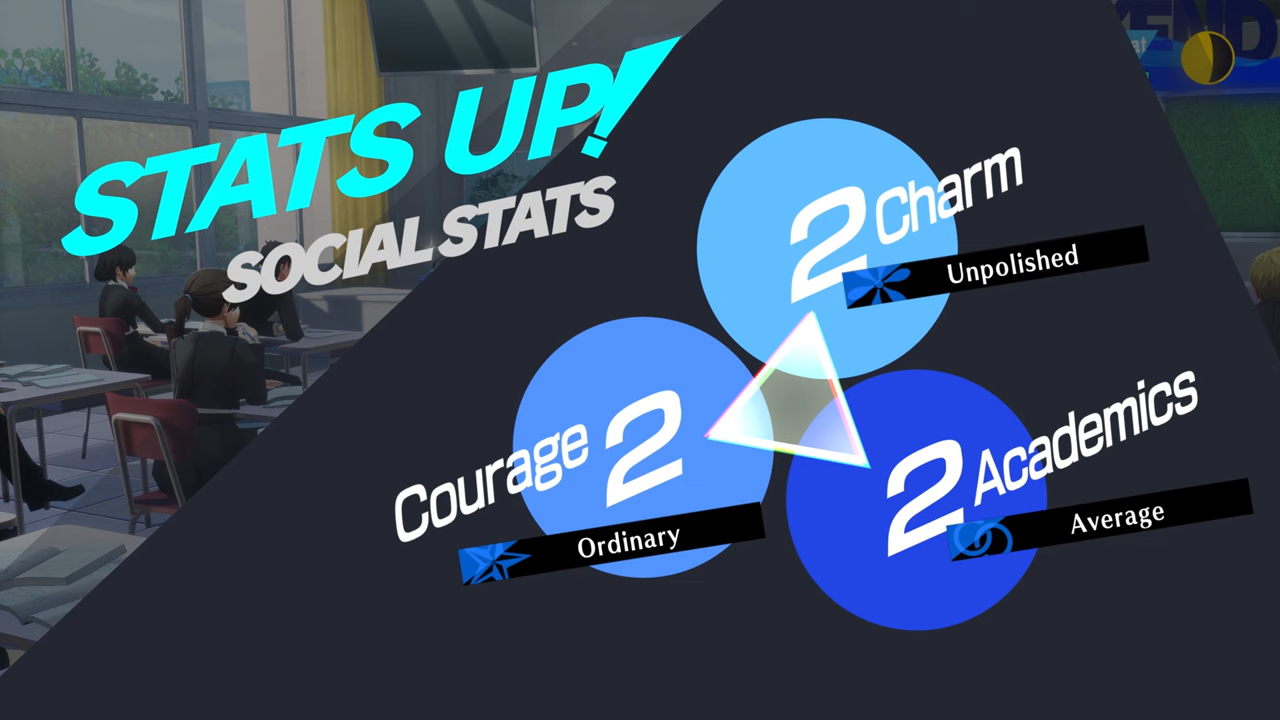 STATS UP!
SOCIAL STATS
2 Charm
Unpolished
Courage 2
Ordinary
2 Academics
Average